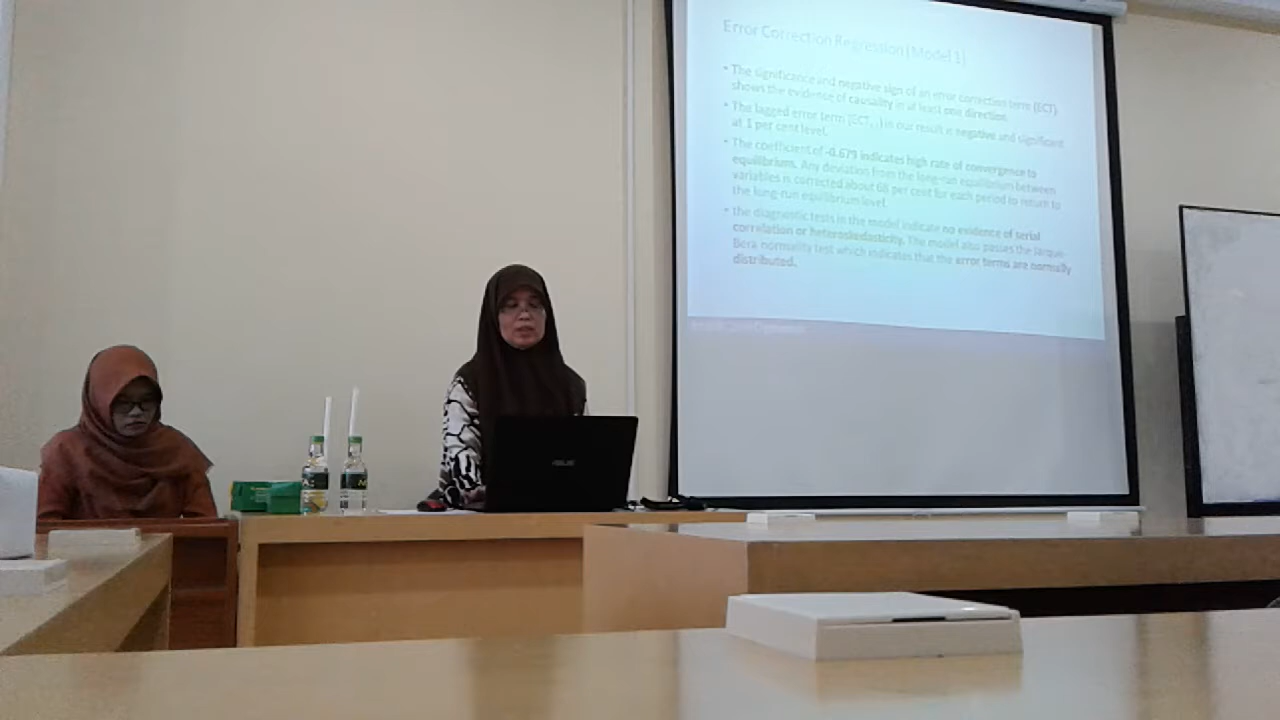 Error Correction Regression (Model 1)
• The significance and negative sign of an error correction term (ECT)
shows the evidence of causality in at least one direction.
• The lagged error term (ECT ) in our result is negative and significant
at 1 per cent level.
• The coefficient of -0.679 indicates high rate of convergence to
equilibrium. Any deviation from the long-run equilibrium between
variables is corrected about 68 per cent for each period to return to
the long-run equilibrium level.
• the diagnostic tests in the model indicate no evidence of serial
correlation or heteroskedasticity. The model also passes the Jarque-
Bera normality test which indicates that the error terms are normally
distributed.
ASUS